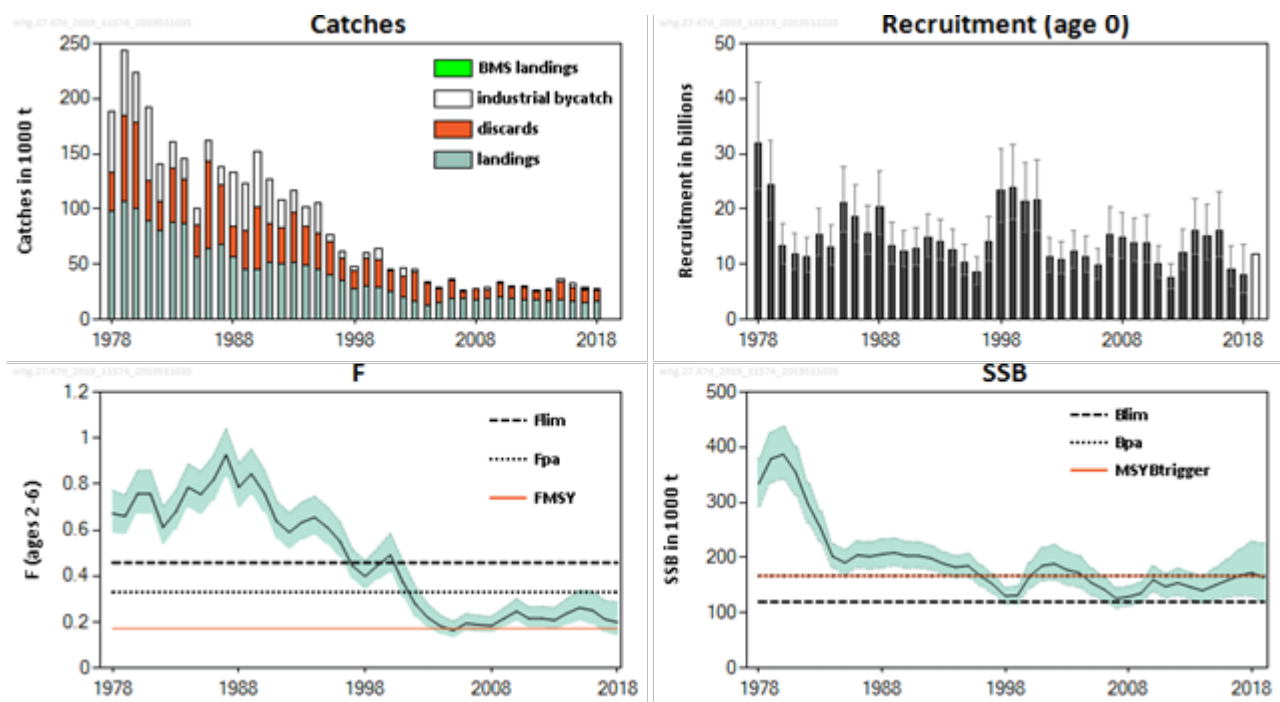 Catches
250
200
150
100
50
0
Catches in 1000 t
BMS landings
industrial bycatch
discards
landings
1978 1988 1998 2008 2018
Recruitment (age 0)
50
40
30
20
10
0
Recruitment in billions
1978 1988 1998 2008 2018
F
1.2
1
0.8
0.6
0.4
0.2
0
F (ages 2-6)
Flim
Fpa
FMSY
1978 1988 1998 2008 2018
SSB
500
400
300
200
100
0
SSB in 1000 t
Blim
Bpa
MSYBtrigger
1978 1988 1998 2008 2018